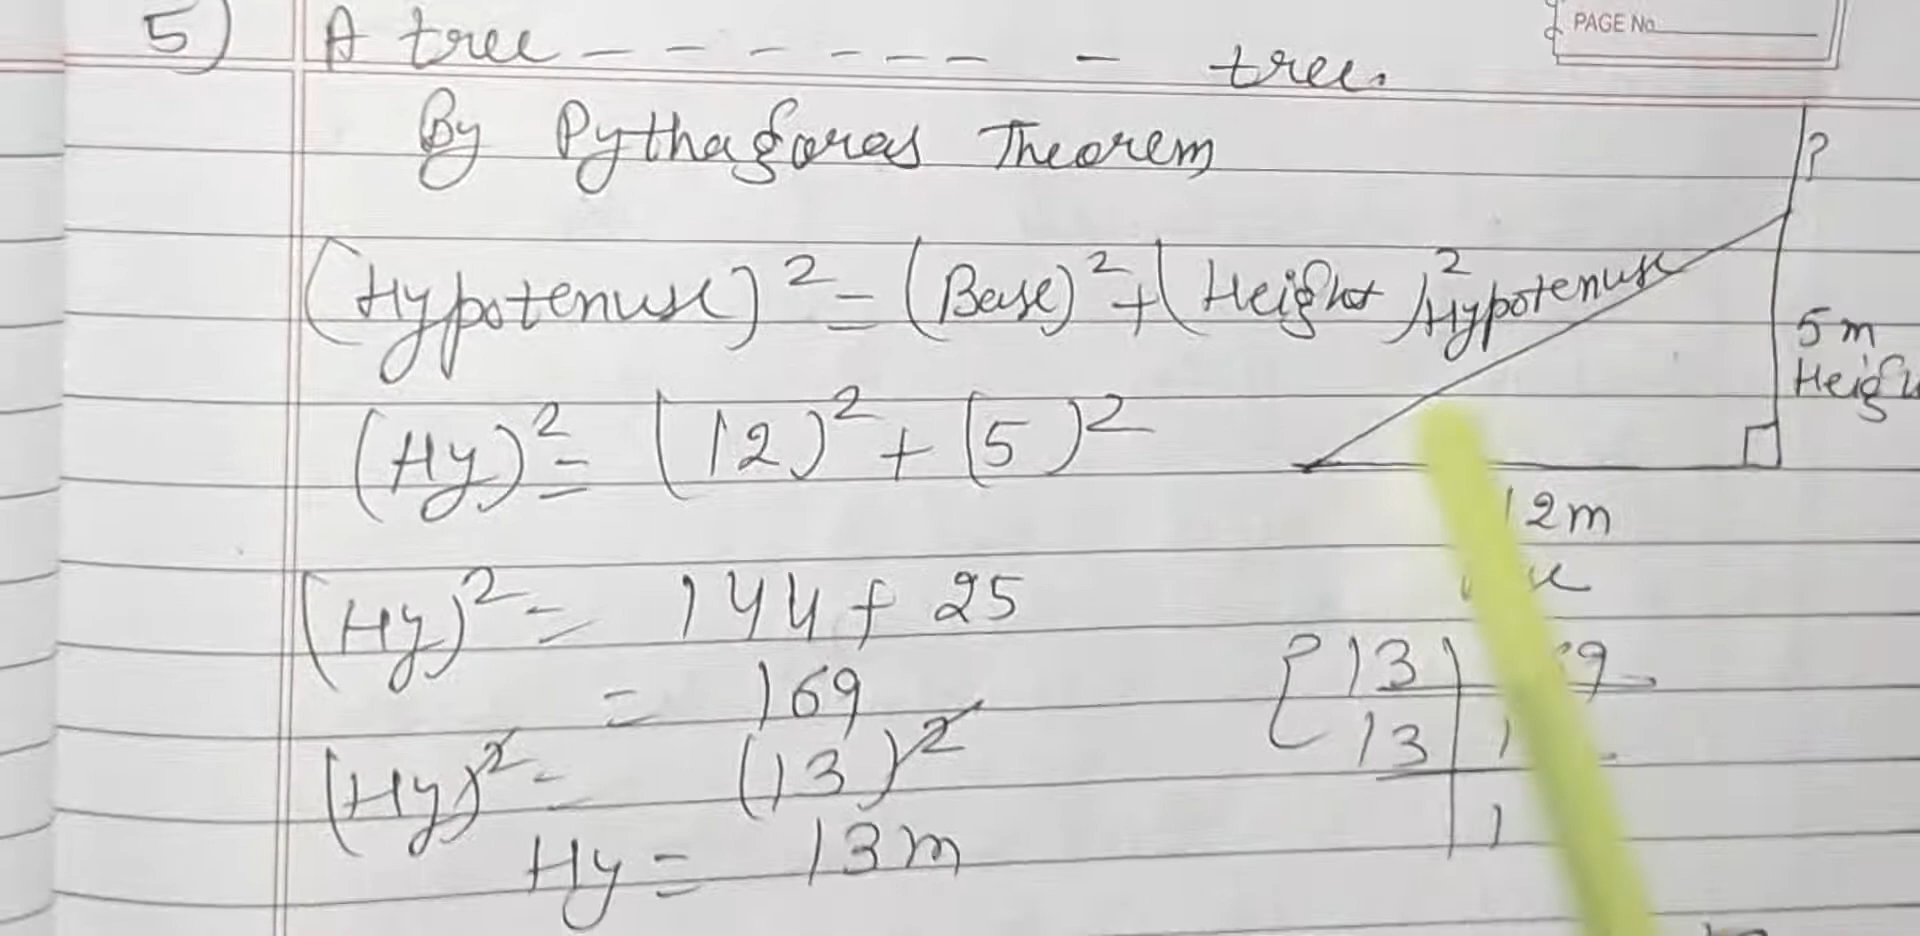 PAGE No.
5) A tree - - - - - - - - tree.
By Pythagoras Theorem
?
(Hypotenuse)² = (Base)² + (Height)²
Hypotenuse
5m
(Hy)² = (12)² + (5)²
12m
(Hy)² = 144 + 25
= 169
13
(Hy)² = (13)²
13 1
1
Hy = 13m